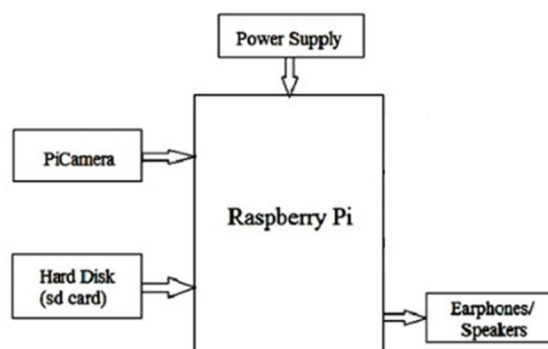 Power Supply
PiCamera
Raspberry Pi
Hard Disk
(sd card)
Earphones/
Speakers